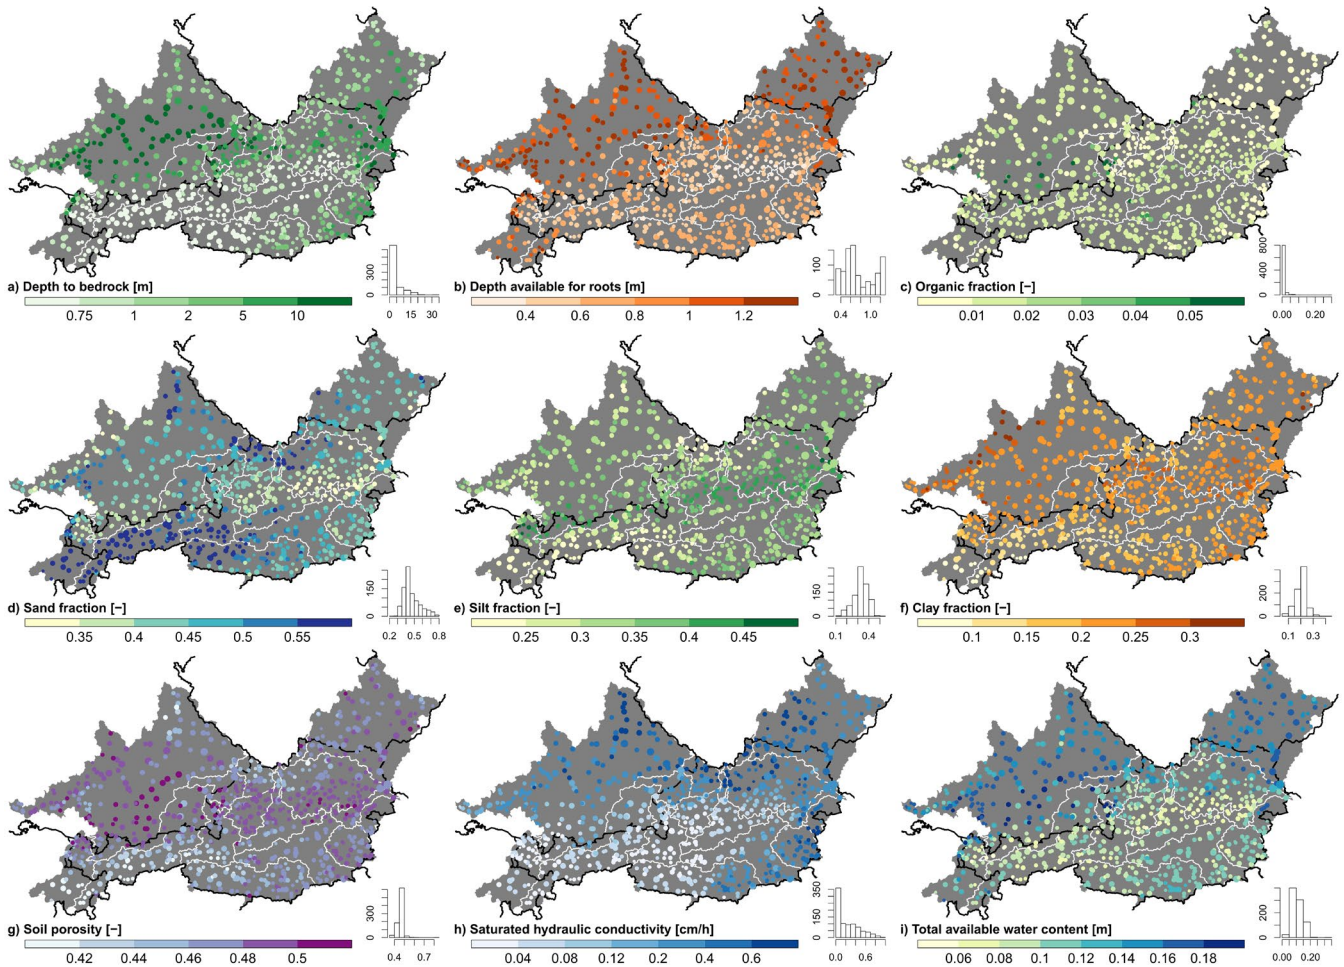 300
0
0 15 30
a) Depth to bedrock [m]
0.75 1 2 5 10
100
0
0.4 1.0
b) Depth available for roots [m]
0.4 0.6 0.8 1 1.2
800
400
0
0.00 0.20
c) Organic fraction [−]
0.01 0.02 0.03 0.04 0.05
150
0
0.2 0.5 0.8
d) Sand fraction [−]
0.35 0.4 0.45 0.5 0.55
150
0
0.1 0.4
e) Silt fraction [−]
0.25 0.3 0.35 0.4 0.45
200
0
0.1 0.3
f) Clay fraction [−]
0.1 0.15 0.2 0.25 0.3
300
0
0.4 0.7
g) Soil porosity [−]
0.42 0.44 0.46 0.48 0.5
350
150
0
0.0 0.6
h) Saturated hydraulic conductivity [cm/h]
0.04 0.08 0.12 0.2 0.4 0.6
200
0
0.00 0.20
i) Total available water content [m]
0.06 0.08 0.1 0.12 0.14 0.16 0.18